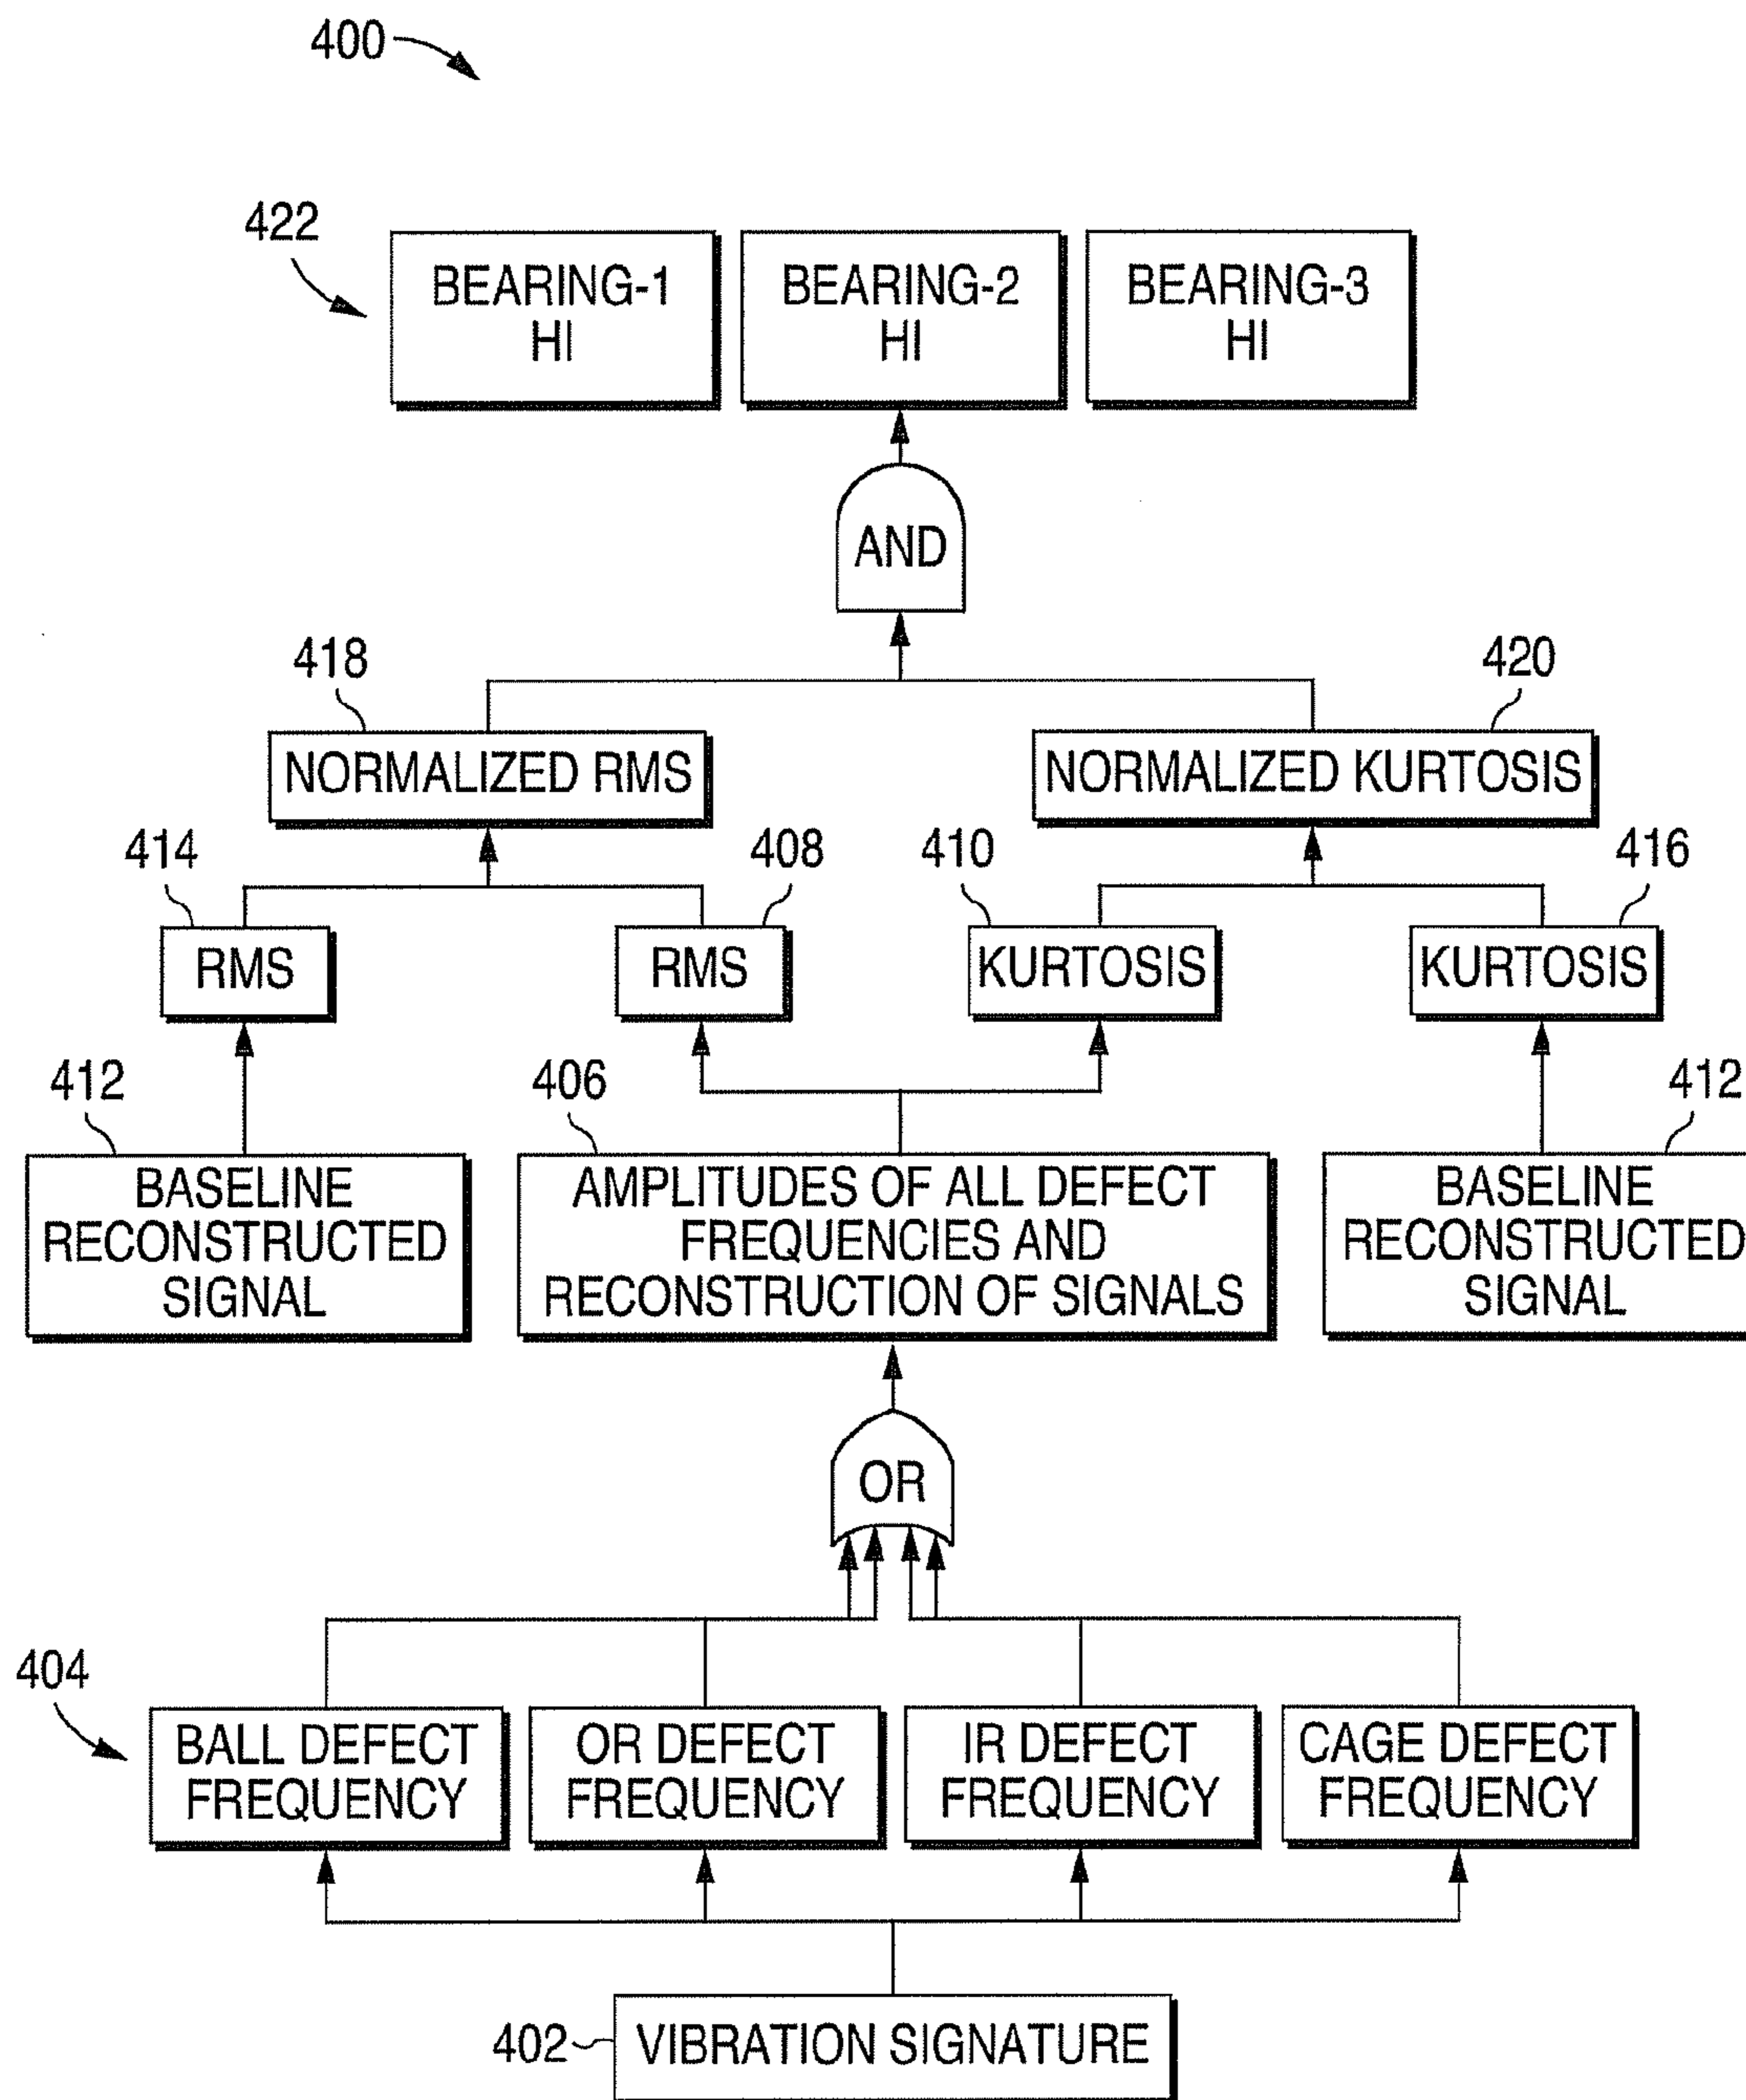 400
422
BEARING-1
HI
BEARING-2
HI
BEARING-3
HI
AND
418
420
NORMALIZED RMS
NORMALIZED KURTOSIS
414
408
410
416
RMS
RMS
KURTOSIS
KURTOSIS
412
406
412
BASELINE
RECONSTRUCTED
SIGNAL
AMPLITUDES OF ALL DEFECT
FREQUENCIES AND
RECONSTRUCTION OF SIGNALS
BASELINE
RECONSTRUCTED
SIGNAL
OR
404
BALL DEFECT
FREQUENCY
OR DEFECT
FREQUENCY
IR DEFECT
FREQUENCY
CAGE DEFECT
FREQUENCY
402
VIBRATION SIGNATURE